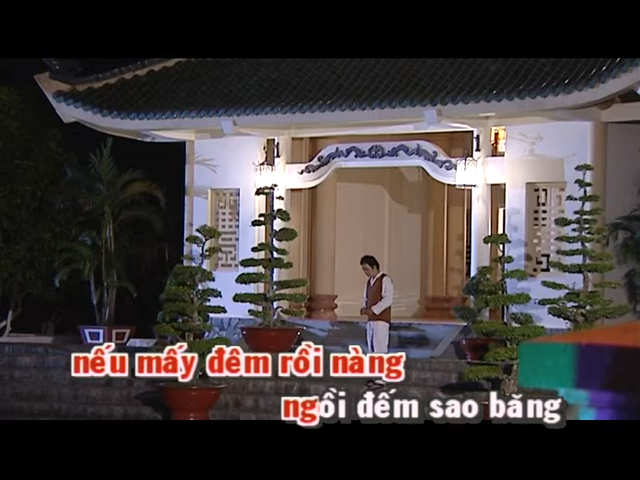 nếu mấy đêm rồi nàng
ngồi đếm sao băng